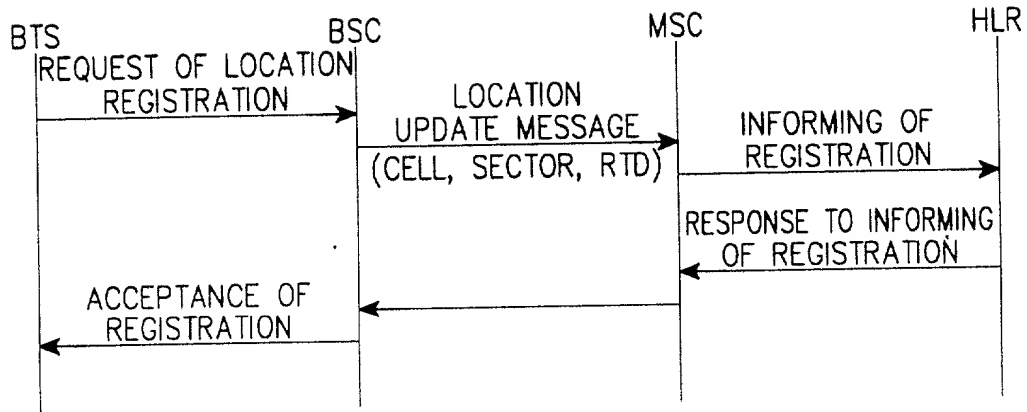 BTS
BSC
MSC
HLR
REQUEST OF LOCATION
REGISTRATION
LOCATION
UPDATE MESSAGE
(CELL, SECTOR, RTD)
INFORMING OF
REGISTRATION
RESPONSE TO INFORMING
OF REGISTRATION
ACCEPTANCE OF
REGISTRATION